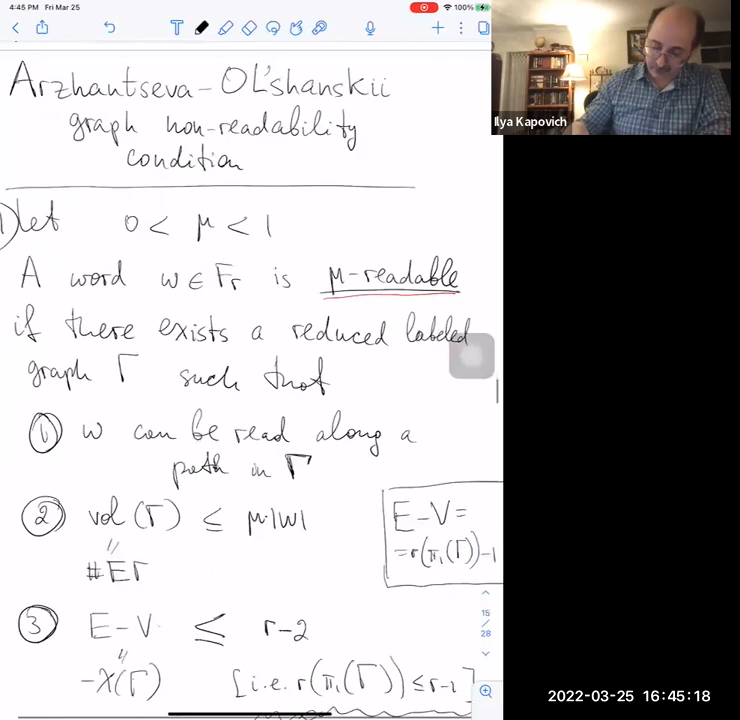 4:45 PM Fri Mar 25
100%
Arzhantseva-Ol'shanskii
graph non-readability
condition
Let 0 < μ < 1
A word w ∈ Fr is μ-readable
if there exists a reduced labeled
graph Γ such that
① w can be read along a
path in Γ
② vol(Γ) ≤ μ·|w|
"
#EΓ
E-V=
=r(π₁(Γ))-1
③ E-V ≤ r-2
"
-χ(Γ) [i.e. r(π₁(Γ)) ≤ r-1]
15
/
28
Ilya Kapovich
2022-03-25 16:45:18